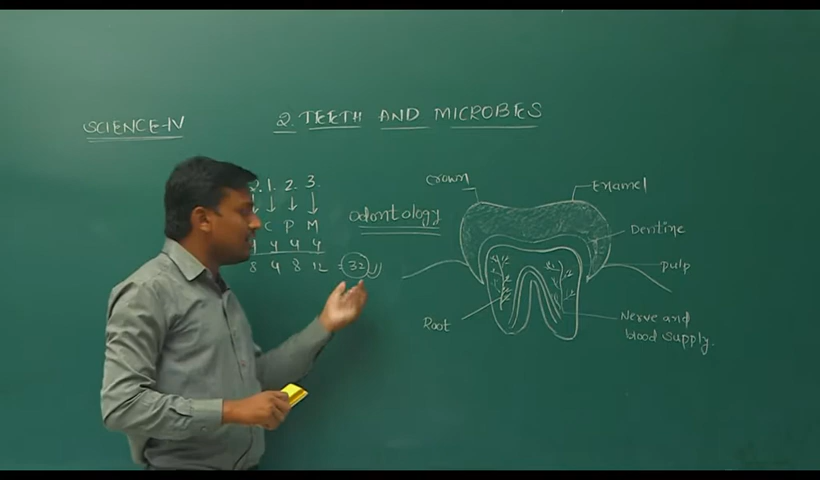 SCIENCE-IV
2. TEETH AND MICROBES
2. 1. 2. 3.
C P M
4 4 4 4
8 4 8 12 = 32
Odontology
Crown
Enamel
Dentine
Pulp
Nerve and
blood supply.
Root